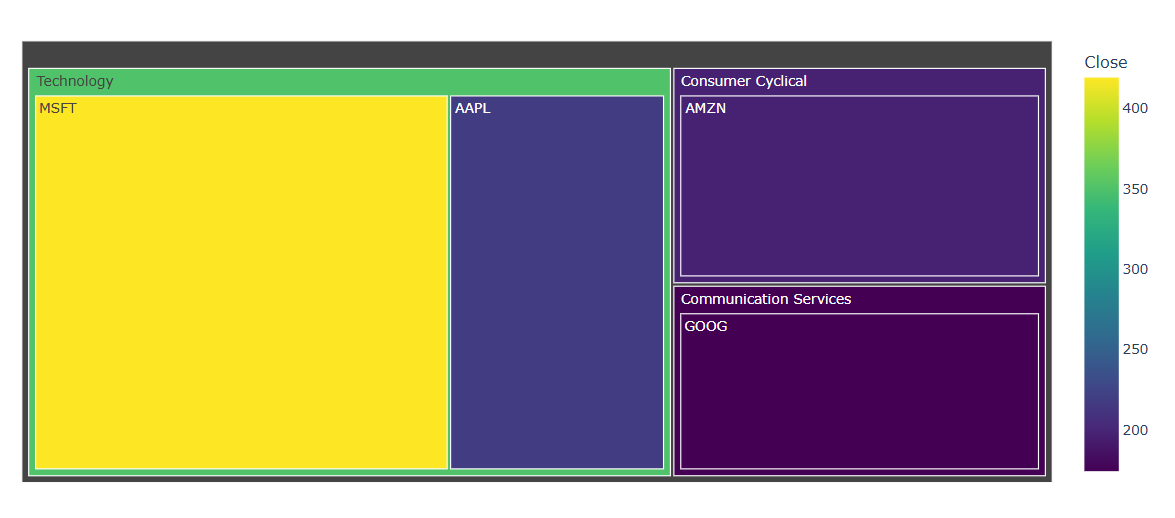 Technology
MSFT
AAPL
Consumer Cyclical
AMZN
Communication Services
GOOG
Close
400
350
300
250
200